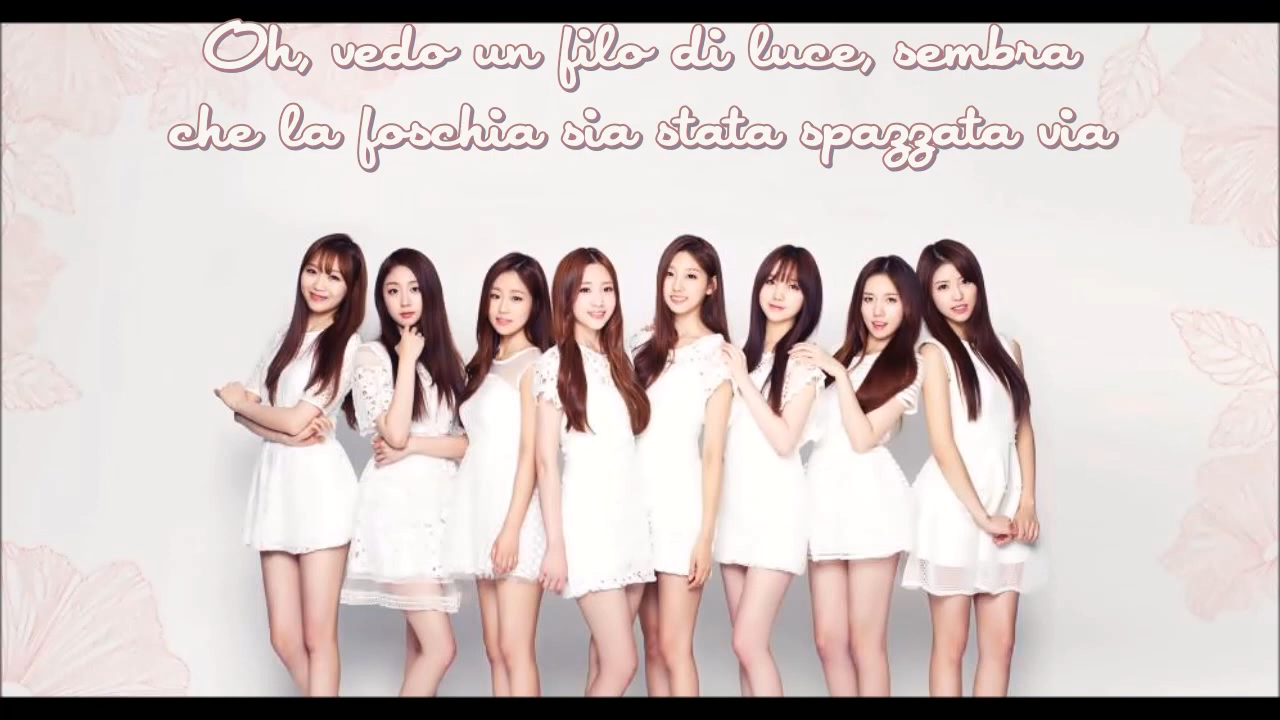 Oh, vedo un filo di luce, sembra
che la foschia sia stata spazzata via